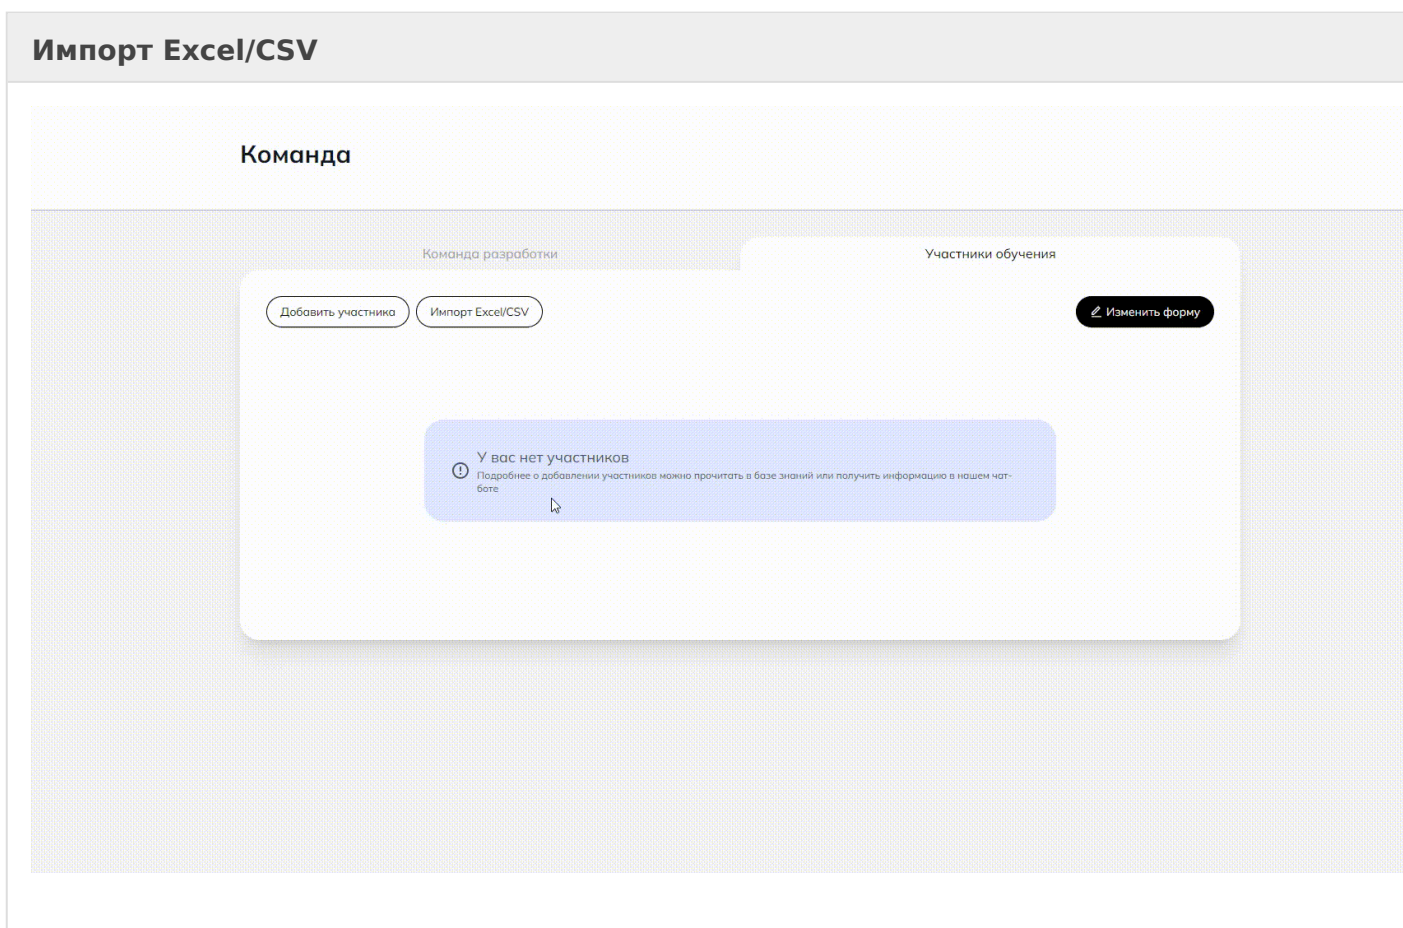 Импорт Excel/CSV
Команда
Команда разработки
Участники обучения
Добавить участника
Импорт Excel/CSV
Изменить форму
У вас нет участников
Подробнее о добавлении участников можно прочитать в базе знаний или получить информацию в нашем чат-
боте